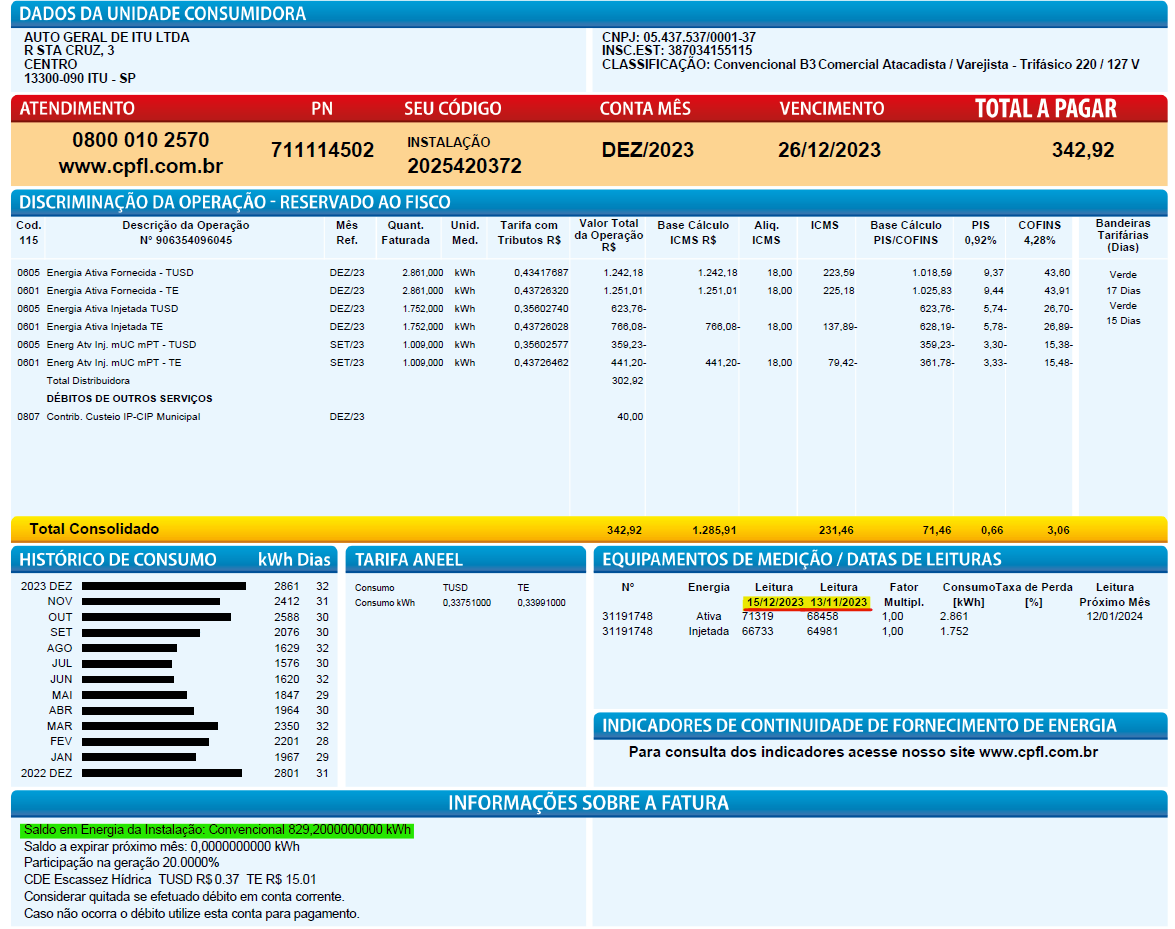 DADOS DA UNIDADE CONSUMIDORA
AUTO GERAL DE ITU LTDA
R STA CRUZ, 3
CENTRO
13300-090 ITU - SP
CNPJ: 05.437.537/0001-37
INSC.EST: 387034155115
CLASSIFICAÇÃO: Convencional B3 Comercial Atacadista / Varejista - Trifásico 220 / 127 V
ATENDIMENTO PN SEU CÓDIGO CONTA MÊS VENCIMENTO TOTAL A PAGAR
0800 010 2570
www.cpfl.com.br
711114502
INSTALAÇÃO
2025420372
DEZ/2023 26/12/2023 342,92
DISCRIMINAÇÃO DA OPERAÇÃO - RESERVADO AO FISCO
Cod. Descrição da Operação Mês Quant. Unid. Tarifa com Valor Total Base Cálculo Aliq. ICMS Base Cálculo PIS COFINS Bandeiras
115 N° 906354096045 Ref. Faturada Med. Tributos R$ da Operação ICMS R$ ICMS PIS/COFINS 0,92% 4,28% Tarifárias
R$ (Dias)
0605 Energia Ativa Fornecida - TUSD DEZ/23 2.861,000 kWh 0,43417687 1.242,18 1.242,18 18,00 223,59 1.018,59 9,37 43,60 Verde
0601 Energia Ativa Fornecida - TE DEZ/23 2.861,000 kWh 0,43726320 1.251,01 1.251,01 18,00 225,18 1.025,83 9,44 43,91 17 Dias
0605 Energia Ativa Injetada TUSD DEZ/23 1.752,000 kWh 0,35602740 623,76- 623,76- 5,74- 26,70- Verde
0601 Energia Ativa Injetada TE DEZ/23 1.752,000 kWh 0,43726028 766,08- 766,08- 18,00 137,89- 628,19- 5,78- 26,89- 15 Dias
0605 Energ Atv Inj. mUC mPT - TUSD SET/23 1.009,000 kWh 0,35602577 359,23- 359,23- 3,30- 15,38-
0601 Energ Atv Inj. mUC mPT - TE SET/23 1.009,000 kWh 0,43726462 441,20- 441,20- 18,00 79,42- 361,78- 3,33- 15,48-
Total Distribuidora 302,92
DÉBITOS DE OUTROS SERVIÇOS
0807 Contrib. Custeio IP-CIP Municipal DEZ/23 40,00
Total Consolidado 342,92 1.285,91 231,46 71,46 0,66 3,06
HISTÓRICO DE CONSUMO kWh Dias
2023 DEZ 2861 32
NOV 2412 31
OUT 2588 30
SET 2076 30
AGO 1629 32
JUL 1576 30
JUN 1620 32
MAI 1847 29
ABR 1964 30
MAR 2350 32
FEV 2201 28
JAN 1967 29
2022 DEZ 2801 31
TARIFA ANEEL
Consumo TUSD TE
Consumo kWh 0,33751000 0,33991000
EQUIPAMENTOS DE MEDIÇÃO / DATAS DE LEITURAS
N° Energia Leitura Leitura Fator Consumo Taxa de Perda Leitura
15/12/2023 13/11/2023 Multipl. [kWh] [%] Próximo Mês
31191748 Ativa 71319 68458 1,00 2.861 12/01/2024
31191748 Injetada 66733 64981 1,00 1.752
INDICADORES DE CONTINUIDADE DE FORNECIMENTO DE ENERGIA
Para consulta dos indicadores acesse nosso site www.cpfl.com.br
INFORMAÇÕES SOBRE A FATURA
Saldo em Energia da Instalação: Convencional 829,2000000000 kWh
Saldo a expirar próximo mês: 0,0000000000 kWh
Participação na geração 20.0000%
CDE Escassez Hídrica TUSD R$ 0.37 TE R$ 15.01
Considerar quitada se efetuado débito em conta corrente.
Caso não ocorra o débito utilize esta conta para pagamento.